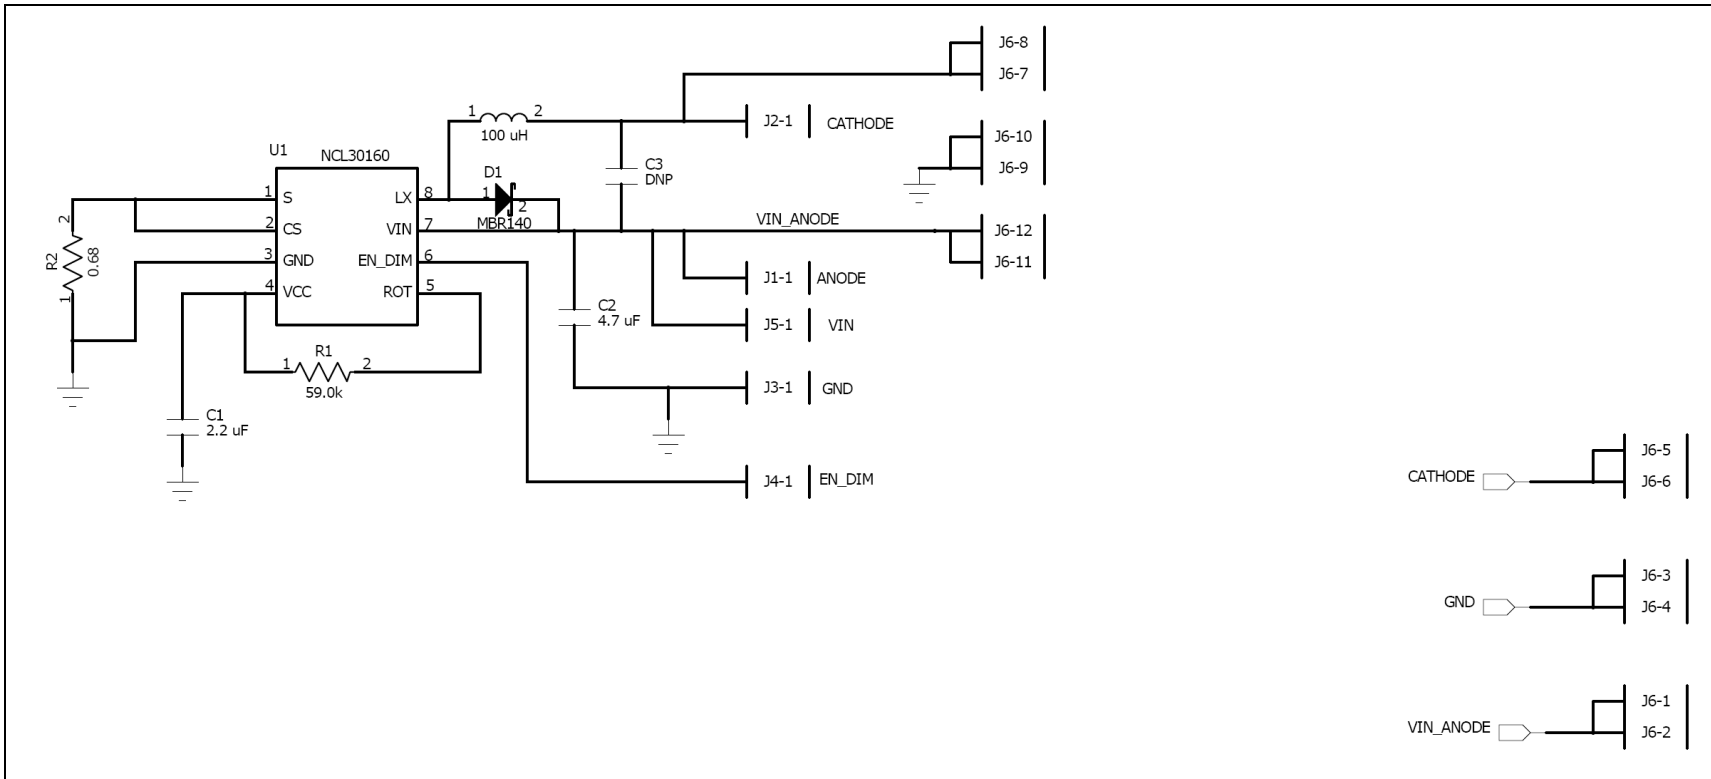 J6-8
J6-7
1 2
100 uH
J2-1 CATHODE
J6-10
J6-9
U1
NCL30160
C3
DNP
D1
1 S
LX 8
1
2
MBR140
2
2 CS
VIN 7
VIN_ANODE
J6-12
R2
0.68
3 GND
EN_DIM 6
J6-11
J1-1 ANODE
1
4 VCC
ROT 5
C2
4.7 uF
J5-1 VIN
R1
1 2
59.0k
J3-1 GND
C1
2.2 uF
J4-1 EN_DIM
J6-5
CATHODE
J6-6
J6-3
GND
J6-4
J6-1
VIN_ANODE
J6-2